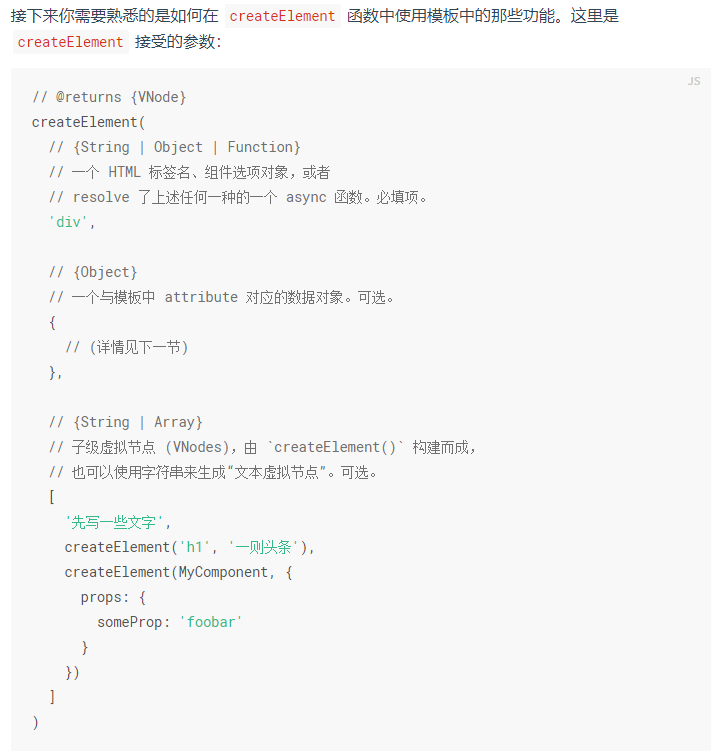 接下来你需要熟悉的是如何在 createElement 函数中使用模板中的那些功能。这里是
createElement 接受的参数：
JS
// @returns {VNode}
createElement(
  // {String | Object | Function}
  // 一个 HTML 标签名、组件选项对象，或者
  // resolve 了上述任何一种的一个 async 函数。必填项。
  'div',

  // {Object}
  // 一个与模板中 attribute 对应的数据对象。可选。
  {
    // (详情见下一节)
  },

  // {String | Array}
  // 子级虚拟节点 (VNodes)，由 `createElement()` 构建而成，
  // 也可以使用字符串来生成“文本虚拟节点”。可选。
  [
    '先写一些文字',
    createElement('h1', '一则头条'),
    createElement(MyComponent, {
      props: {
        someProp: 'foobar'
      }
    })
  ]
)